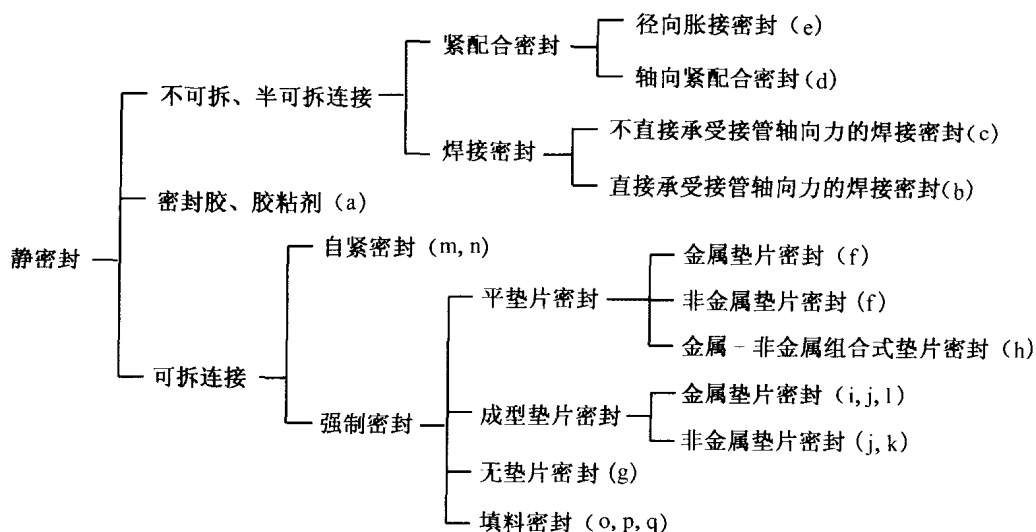 静密封
不可拆、半可拆连接
紧配合密封
径向胀接密封(e)
轴向紧配合密封(d)
焊接密封
不直接承受接管轴向力的焊接密封(c)
直接承受接管轴向力的焊接密封(b)
密封胶、胶粘剂(a)
可拆连接
自紧密封(m,n)
强制密封
平垫片密封
金属垫片密封(f)
非金属垫片密封(f)
金属–非金属组合式垫片密封(h)
成型垫片密封
金属垫片密封(i,j,l)
非金属垫片密封(j,k)
无垫片密封(g)
填料密封(o,p,q)